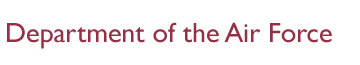 Department of the Air Force